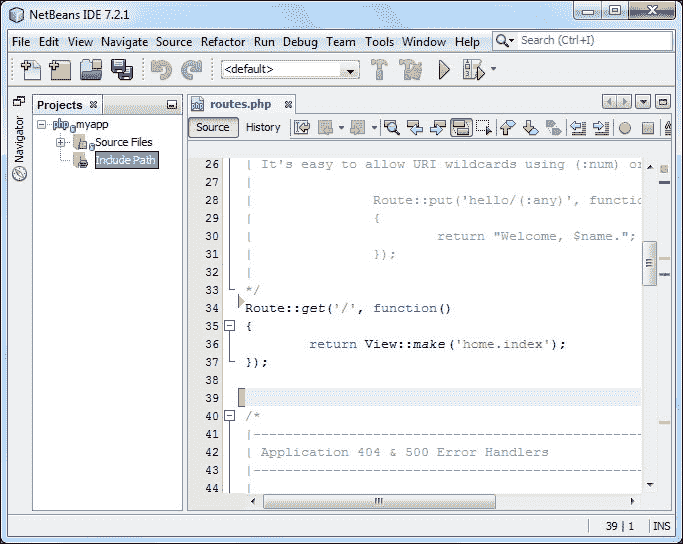 NetBeans IDE 7.2.1
File Edit View Navigate Source Refactor Run Debug Team Tools Window Help Search (Ctrl+I)
<default>
Projects
routes.php
Navigator
myapp
Source Files
Include Path
Source History
26 | It's easy to allow URI wildcards using (:num) or
27 |
28 | Route::put('hello/(:any)', functio
29 | {
30 | return "Welcome, $name.";
31 | });
32 |
33 */
34 Route::get('/', function()
35 {
36 return View::make('home.index');
37 });
38
39
40 /*
41 |--------------------------------------------------
42 | Application 404 & 500 Error Handlers
43 |--------------------------------------------------
44 |
39 | 1 INS